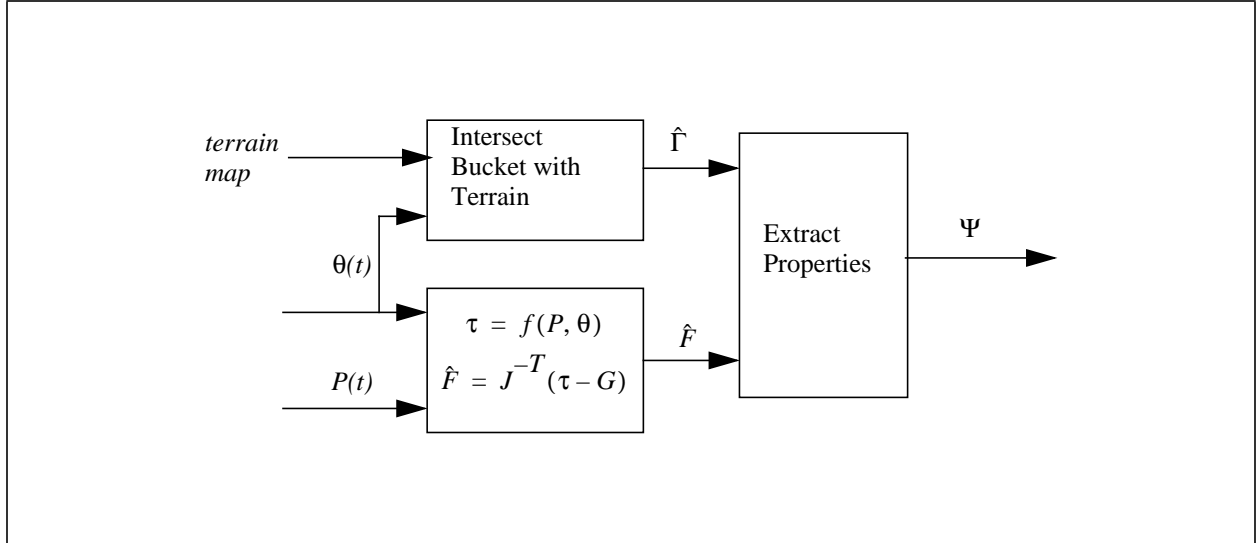 terrain
map
Intersect
Bucket with
Terrain
Γ̂
θ(t)
Extract
Properties
Ψ
τ = f(P, θ)
F̂ = J^{-T}(τ – G)
F̂
P(t)